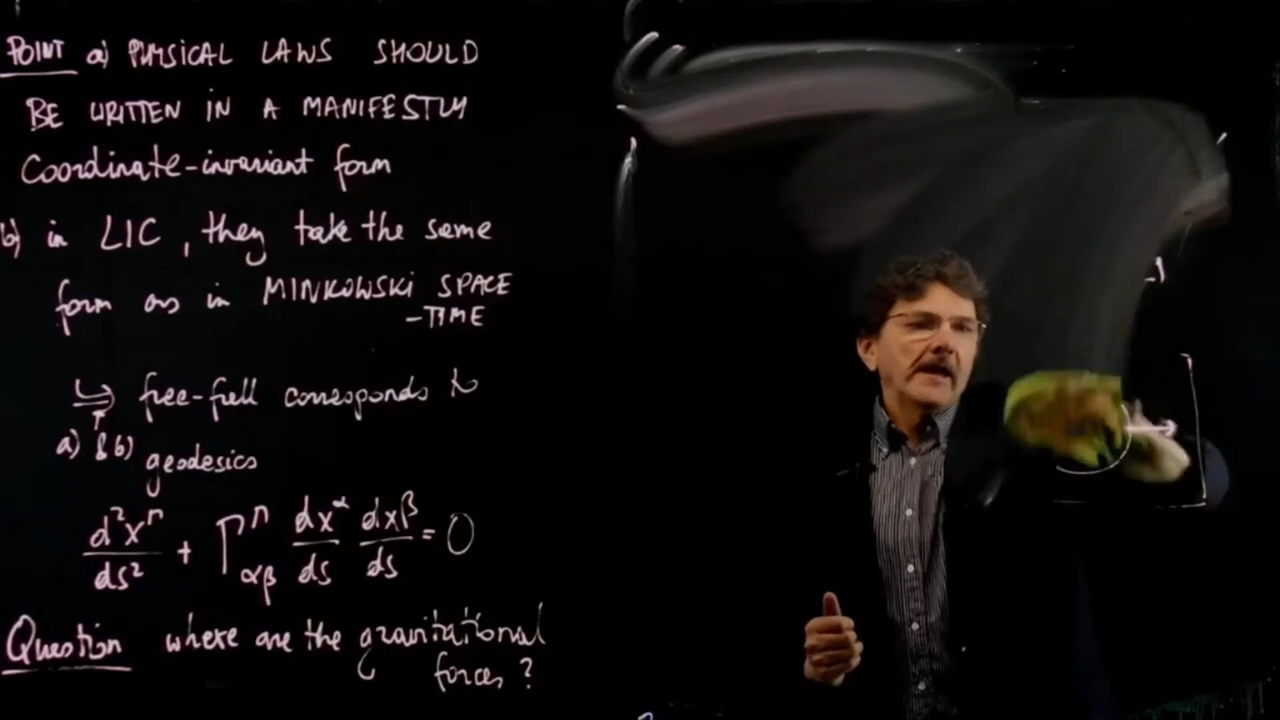 POINT a) PHYSICAL LAWS SHOULD
BE WRITTEN IN A MANIFESTLY
Coordinate-invariant form
b) in LIC, they take the same
form as in MINKOWSKI SPACE
-TIME
↳ free-fall corresponds to
a) & b) geodesics
d²x^μ/ds² + Γ^μ_αβ dx^α/ds dx^β/ds = 0
Question where are the gravitational
forces?